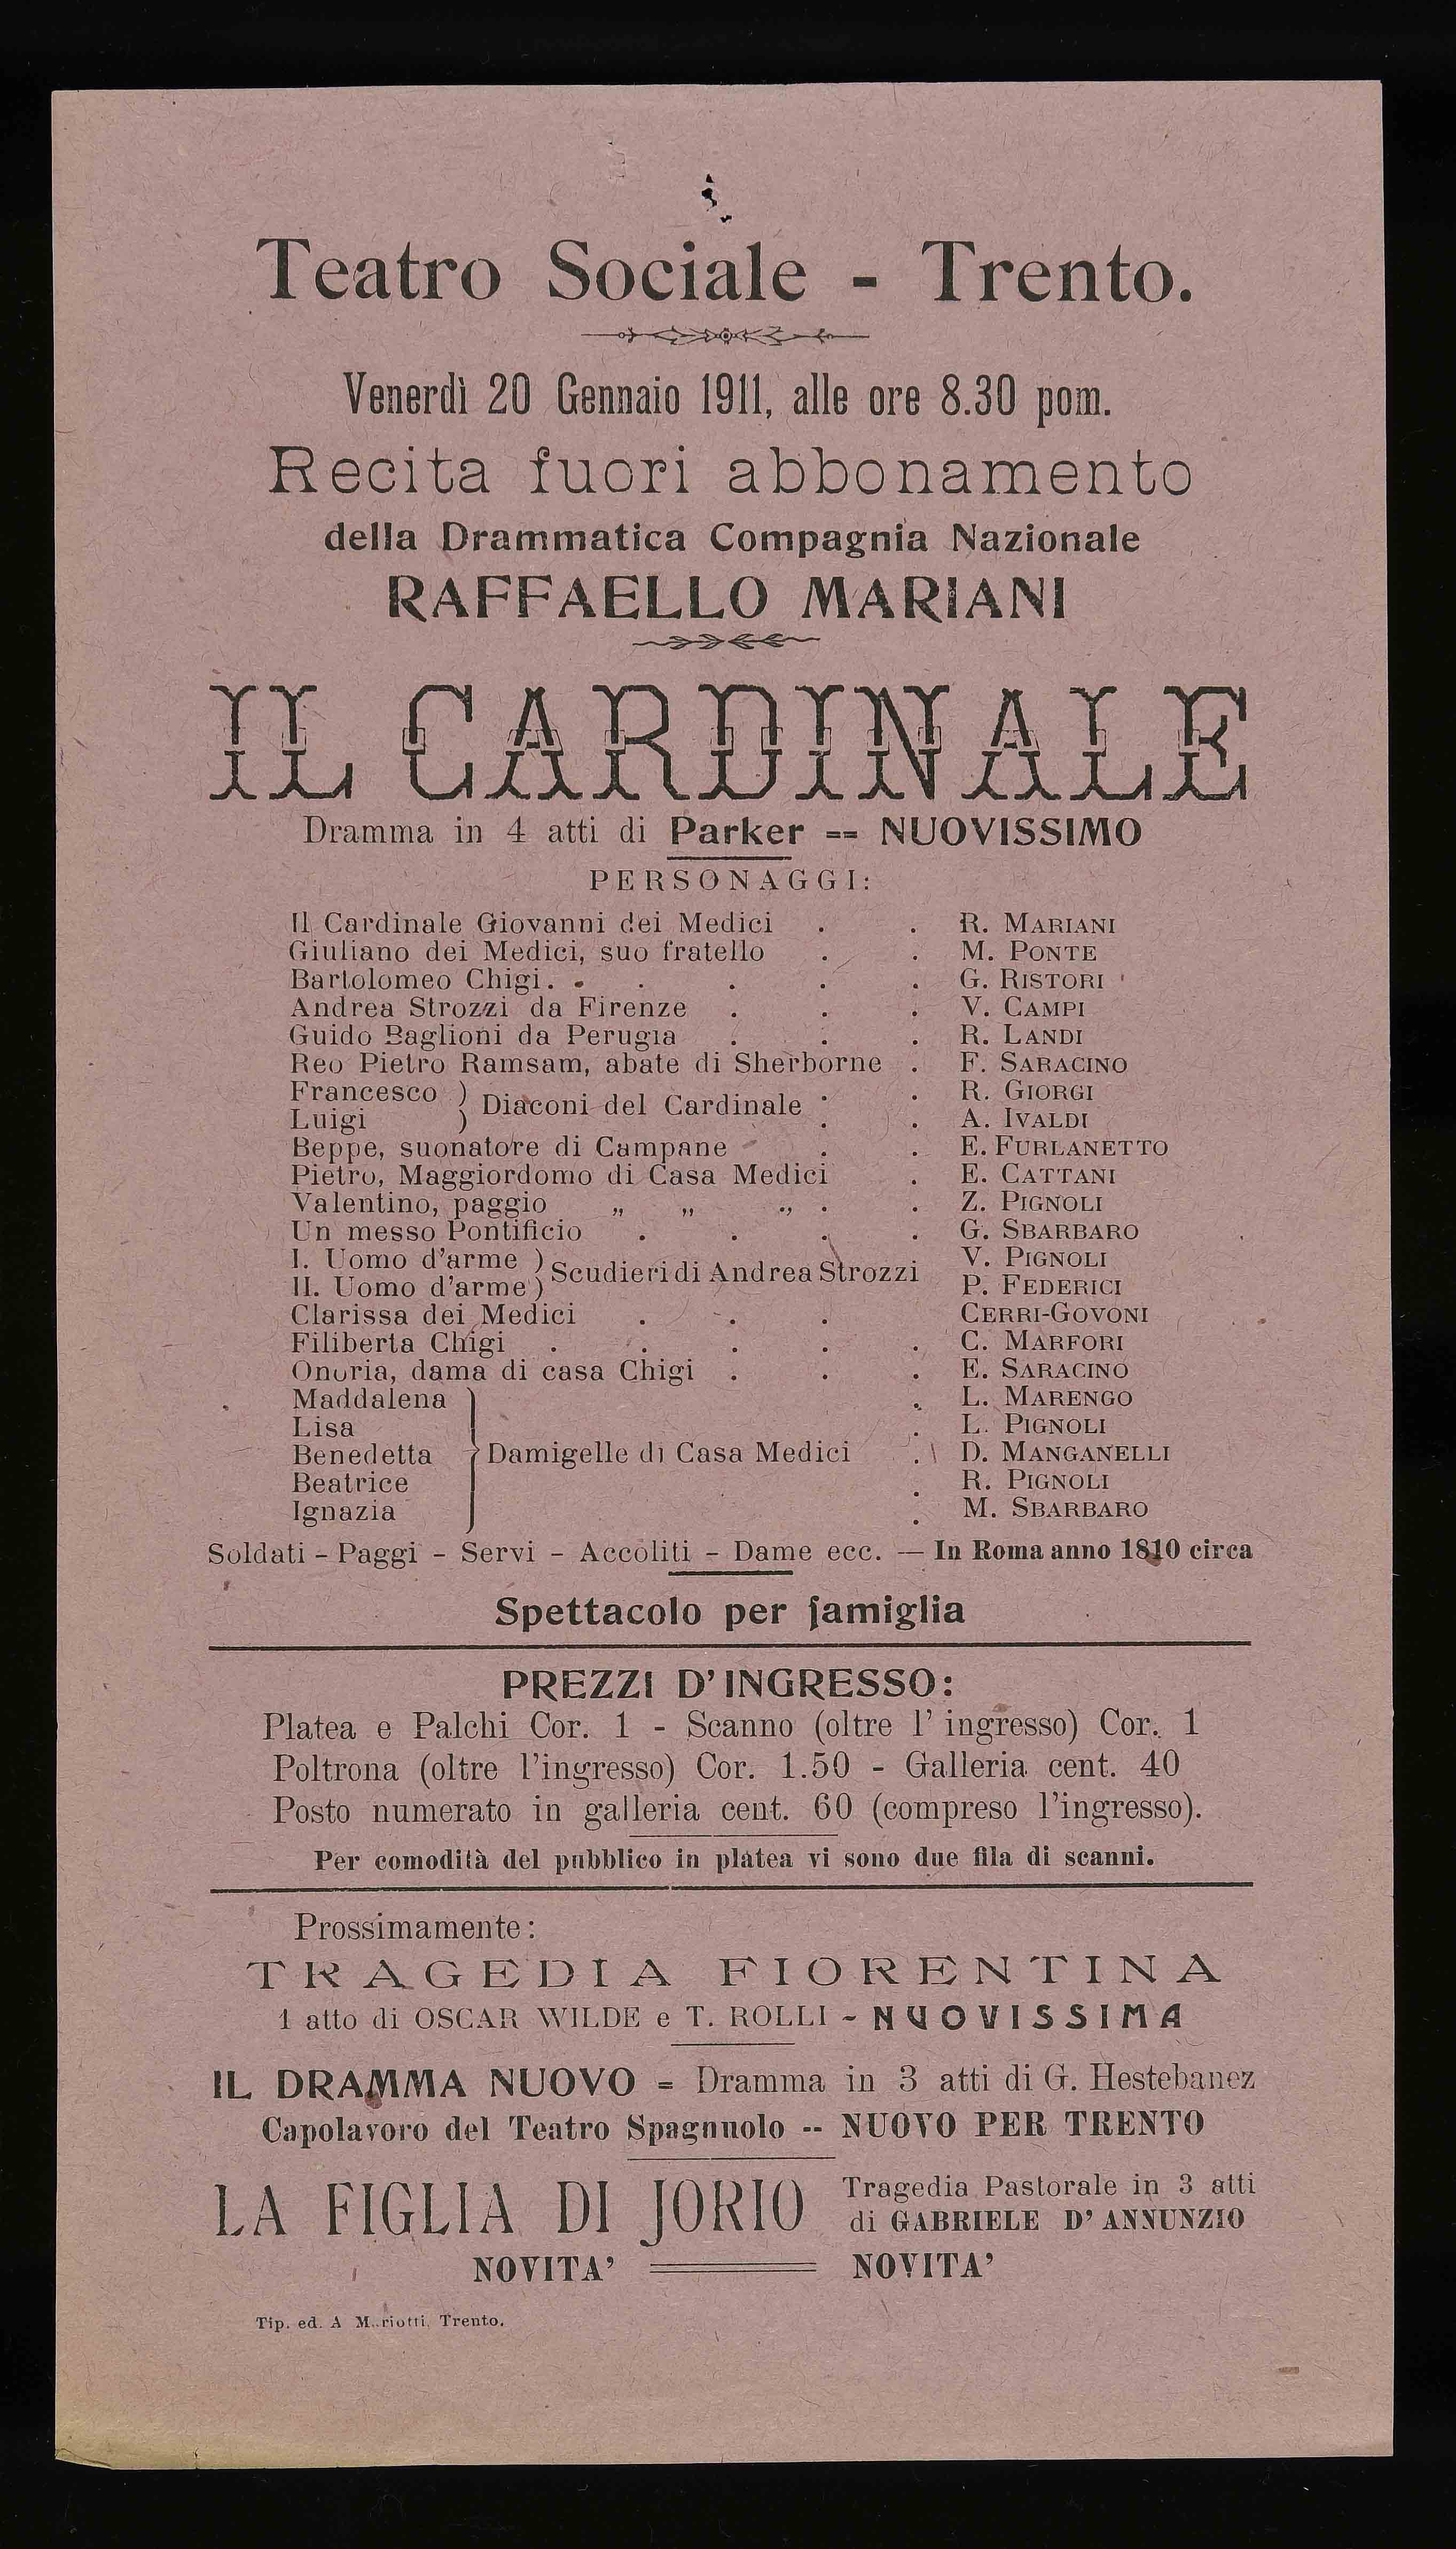 Teatro Sociale - Trento.
Venerdì 20 Gennaio 1911, alle ore 8.30 pom.
Recita fuori abbonamento
della Drammatica Compagnia Nazionale
RAFFAELLO MARIANI
IL CARDINALE
Dramma in 4 atti di Parker == NUOVISSIMO
PERSONAGGI:
Il Cardinale Giovanni dei Medici . . R. MARIANI
Giuliano dei Medici, suo fratello . . M. PONTE
Bartolomeo Chigi . . . . . . G. RISTORI
Andrea Strozzi da Firenze . . . V. CAMPI
Guido Baglioni da Perugia . . . R. LANDI
Reo Pietro Ramsam, abate di Sherborne . F. SARACINO
Francesco ) Diaconi del Cardinale . . R. GIORGI
Luigi ) . . A. IVALDI
Beppe, suonatore di Campane . . E. FURLANETTO
Pietro, Maggiordomo di Casa Medici . E. CATTANI
Valentino, paggio „ „ „ . . Z. PIGNOLI
Un messo Pontificio . . . . G. SBARBARO
I. Uomo d'arme ) Scudieri di Andrea Strozzi V. PIGNOLI
II. Uomo d'arme ) P. FEDERICI
Clarissa dei Medici . . . CERRI-GOVONI
Filiberta Chigi . . . . . C. MARFORI
Onoria, dama di casa Chigi . . . E. SARACINO
Maddalena . L. MARENGO
Lisa . L. PIGNOLI
Benedetta } Damigelle di Casa Medici . D. MANGANELLI
Beatrice . R. PIGNOLI
Ignazia . M. SBARBARO
Soldati - Paggi - Servi - Accoliti - Dame ecc. — In Roma anno 1810 circa
Spettacolo per famiglia
PREZZI D'INGRESSO:
Platea e Palchi Cor. 1 - Scanno (oltre l' ingresso) Cor. 1
Poltrona (oltre l'ingresso) Cor. 1.50 - Galleria cent. 40
Posto numerato in galleria cent. 60 (compreso l'ingresso).
Per comodità del pubblico in platea vi sono due fila di scanni.
Prossimamente:
TRAGEDIA FIORENTINA
1 atto di OSCAR WILDE e T. ROLLI - NUOVISSIMA
IL DRAMMA NUOVO = Dramma in 3 atti di G. Hestebanez
Capolavoro del Teatro Spagnuolo -- NUOVO PER TRENTO
LA FIGLIA DI JORIO Tragedia Pastorale in 3 atti
di GABRIELE D' ANNUNZIO
NOVITA' NOVITA'
Tip. ed. A M..riotti, Trento.